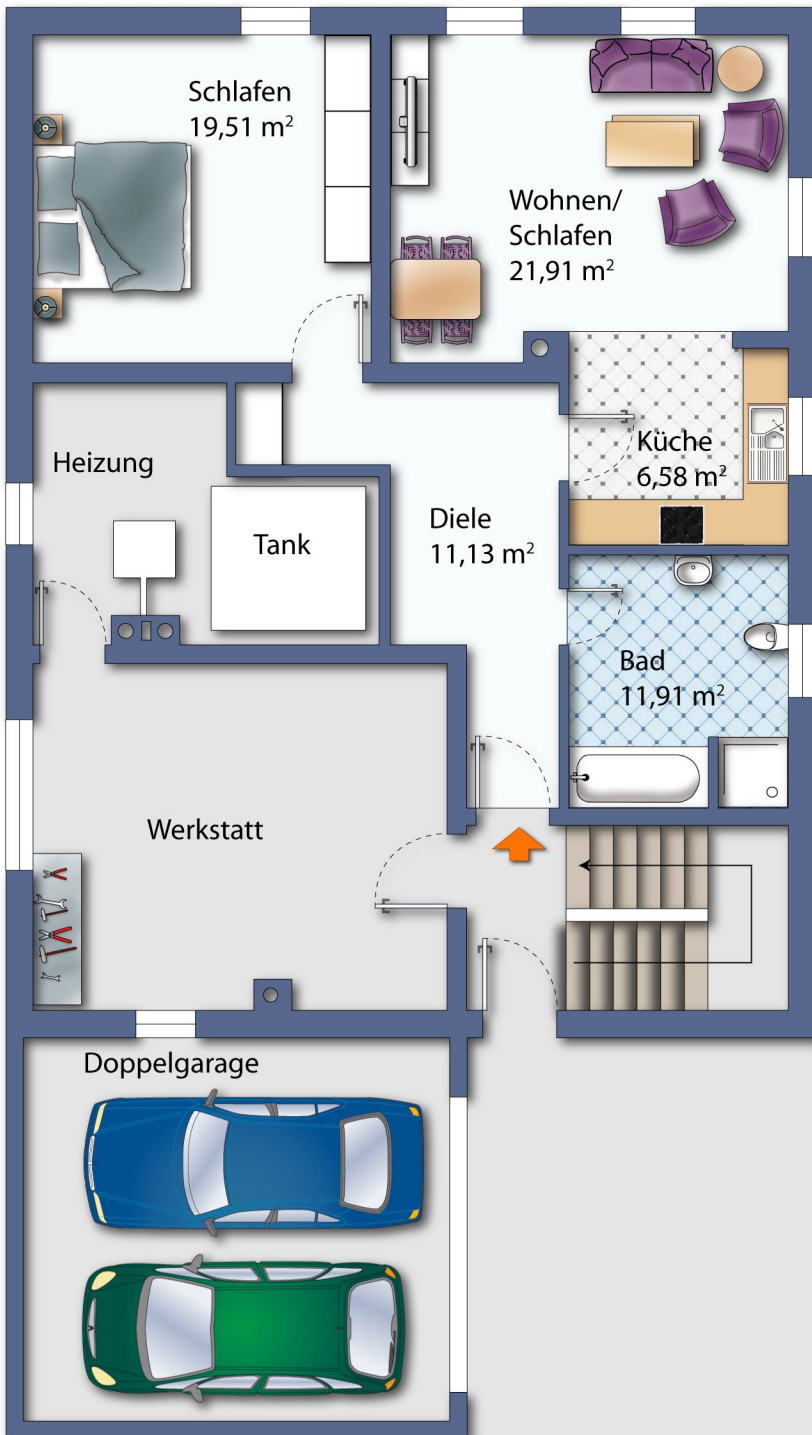 Schlafen
19,51 m²
Wohnen/
Schlafen
21,91 m²
Heizung
Küche
6,58 m²
Tank
Diele
11,13 m²
Bad
11,91 m²
Werkstatt
Doppelgarage